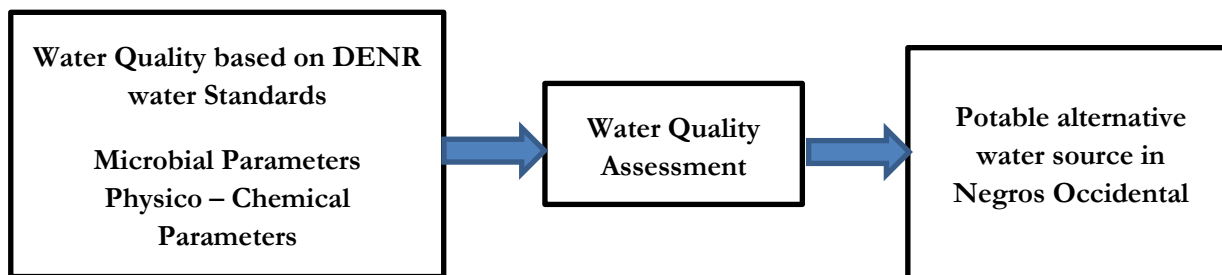 Water Quality based on DENR
water Standards
Microbial Parameters
Physico – Chemical
Parameters
Water Quality
Assessment
Potable alternative
water source in
Negros Occidental